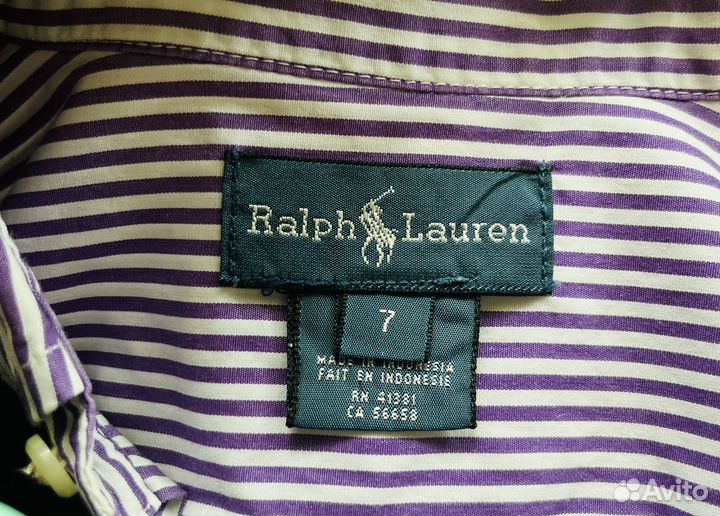 Ralph Lauren
7
MADE IN INDONESIA
FAIT EN INDONESIE
RN 41381
CA 56658
Avito